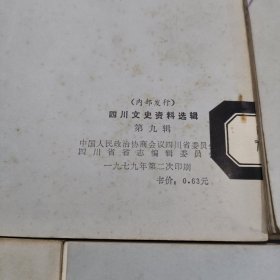 (内部发行)
四川文史资料选辑
第九辑
中国人民政治协商会议四川省委员
四川省省志编辑委员
一九七九年第二次印刷
书价：0.63元